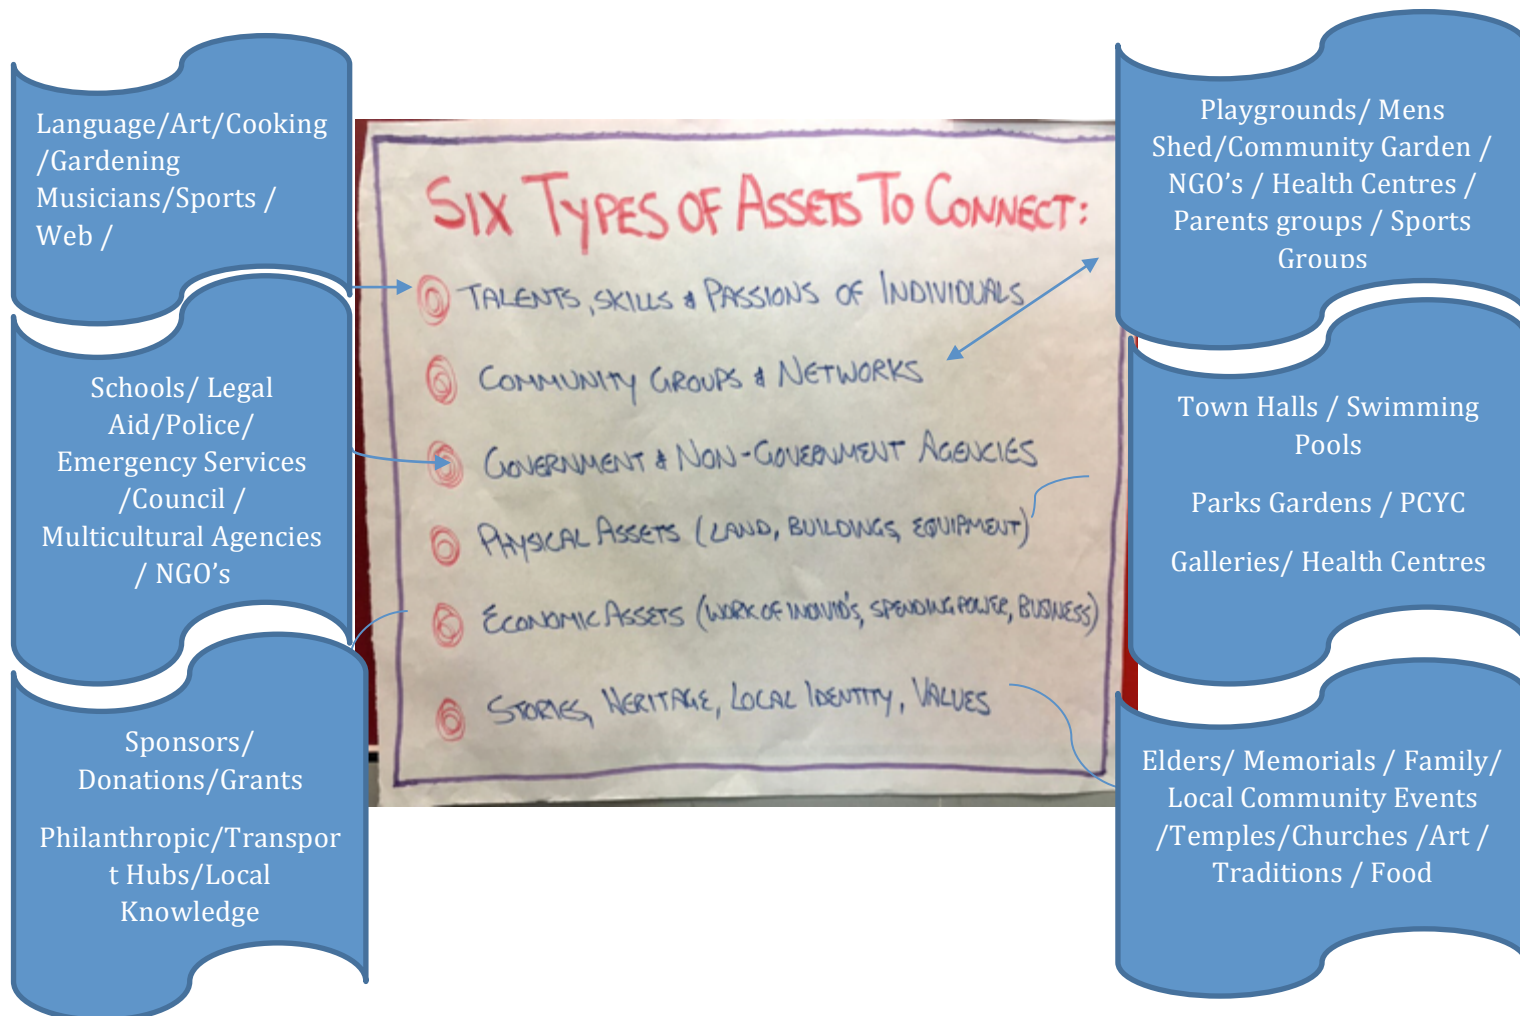 Language/Art/Cooking
/Gardening
Musicians/Sports /
Web /
Schools/ Legal
Aid/Police/
Emergency Services
/Council /
Multicultural Agencies
/ NGO's
Sponsors/
Donations/Grants
Philanthropic/Transpor
t Hubs/Local
Knowledge
SIX TYPES OF ASSETS TO CONNECT:
TALENTS, SKILLS & PASSIONS OF INDIVIDUALS
COMMUNITY GROUPS & NETWORKS
GOVERNMENT & NON-GOVERNMENT AGENCIES
PHYSICAL ASSETS (LAND, BUILDINGS, EQUIPMENT)
ECONOMIC ASSETS (WORK OF INDIVID'S, SPENDING POWER, BUSINESS)
STORIES, HERITAGE, LOCAL IDENTITY, VALUES
Playgrounds/ Mens
Shed/Community Garden /
NGO's / Health Centres /
Parents groups / Sports
Groups
Town Halls / Swimming
Pools
Parks Gardens / PCYC
Galleries/ Health Centres
Elders/ Memorials / Family/
Local Community Events
/Temples/Churches /Art /
Traditions / Food